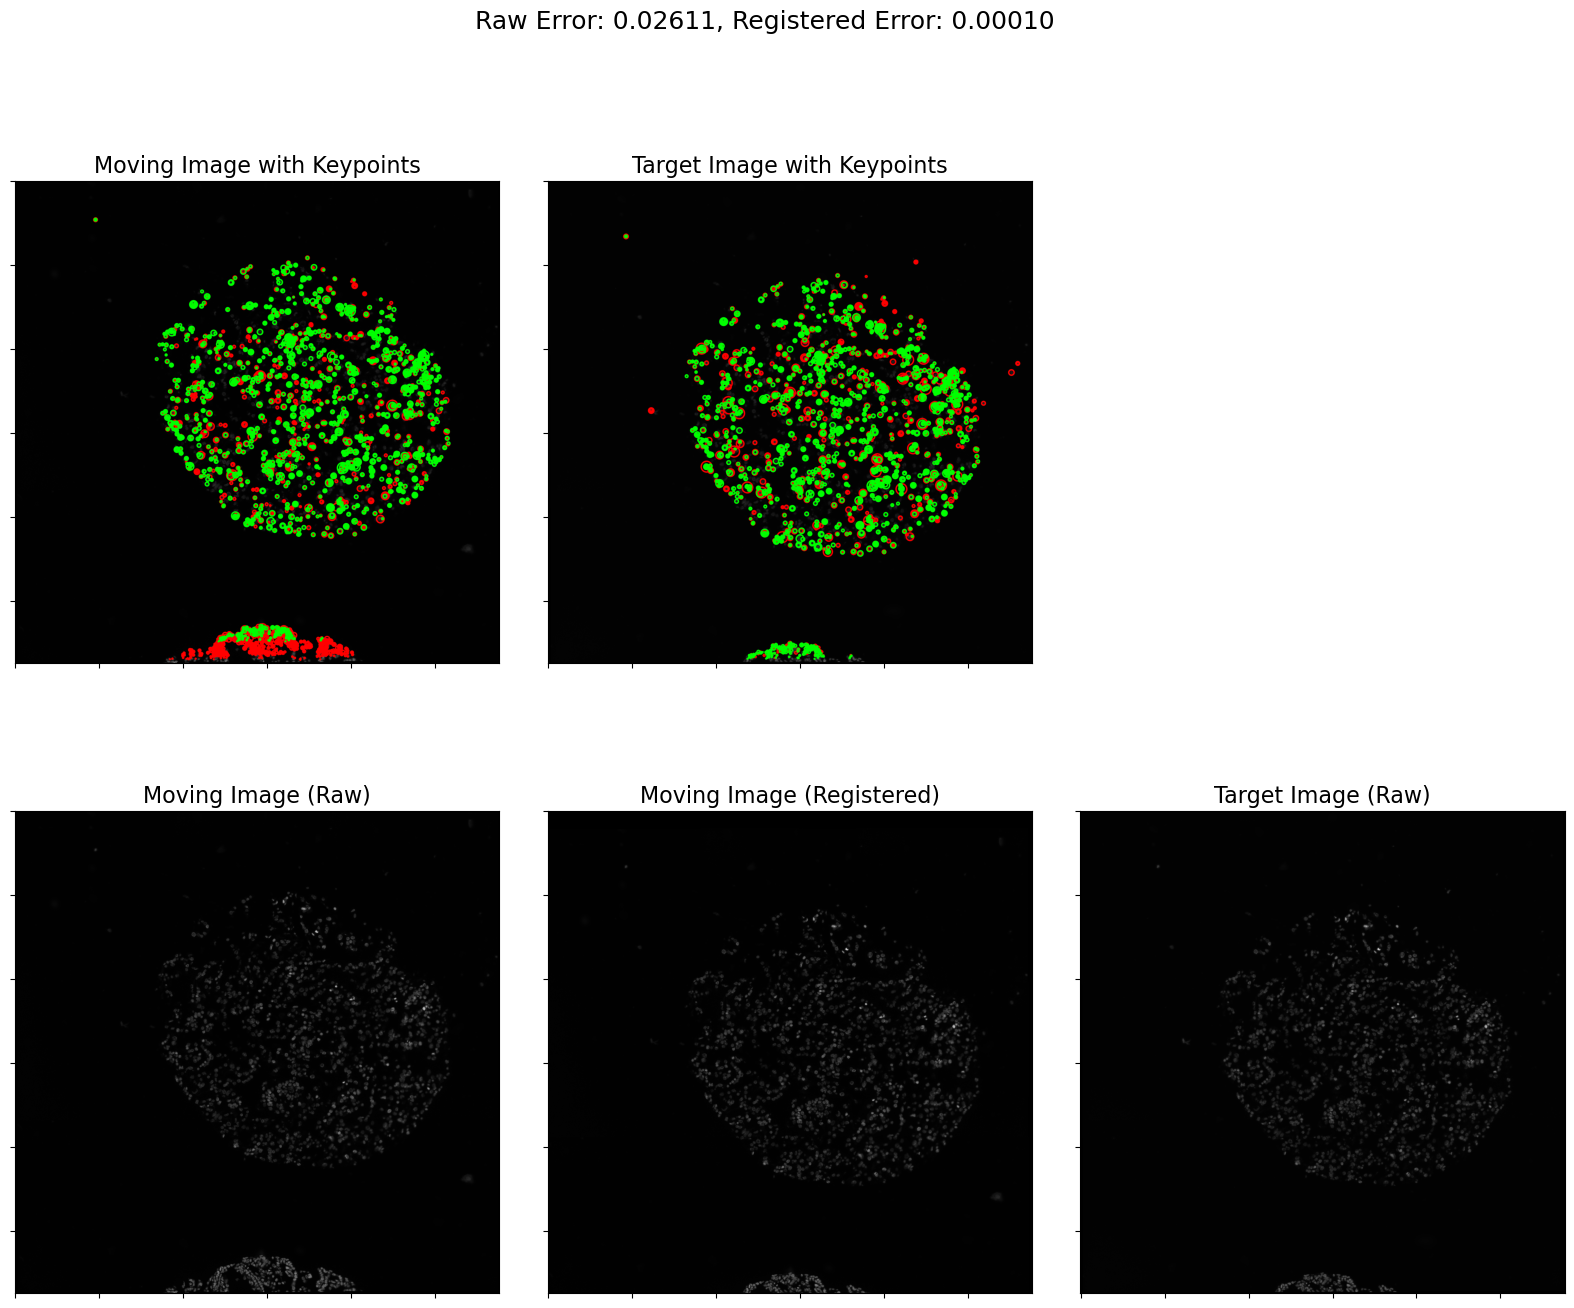 Raw Error: 0.02611, Registered Error: 0.00010
Moving Image with Keypoints
Target Image with Keypoints
Moving Image (Raw)
Moving Image (Registered)
Target Image (Raw)